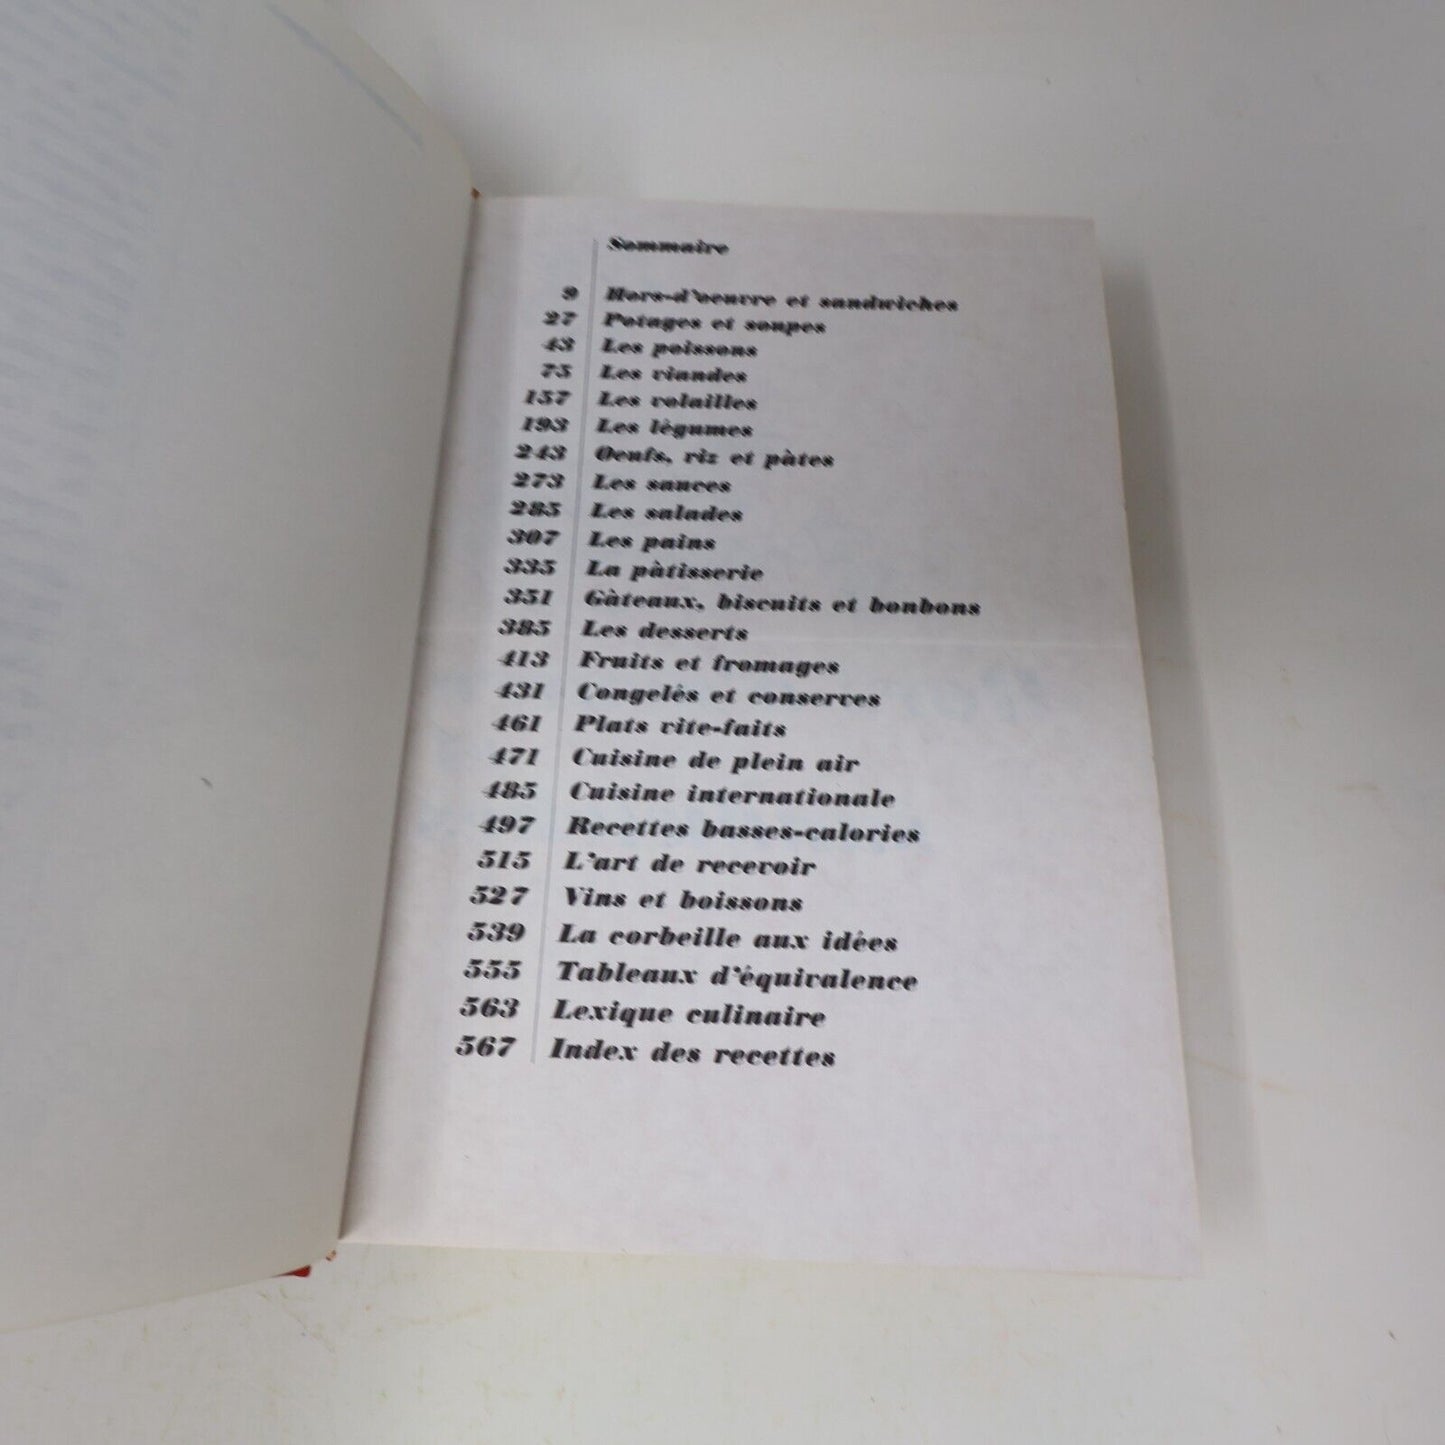 Sommaire
9 Hors-d'oeuvre et sandwiches
27 Potages et soupes
43 Les poissons
75 Les viandes
157 Les volailles
193 Les légumes
243 Oeufs, riz et pâtes
273 Les sauces
285 Les salades
307 Les pains
335 La pâtisserie
351 Gâteaux, biscuits et bonbons
385 Les desserts
413 Fruits et fromages
431 Congelés et conserves
461 Plats vite-faits
471 Cuisine de plein air
485 Cuisine internationale
497 Recettes basses-calories
515 L'art de recevoir
527 Vins et boissons
539 La corbeille aux idées
555 Tableaux d'équivalence
563 Lexique culinaire
567 Index des recettes